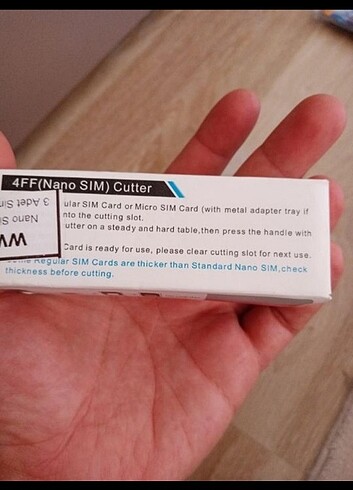 4FF(Nano SIM) Cutter
ular SIM Card or Micro SIM Card (with metal adapter tray if
nto the cutting slot.
utter on a steady and hard table,then press the handle with
Card is ready for use, please clear cutting slot for next use.
Regular SIM Cards are thicker than Standard Nano SIM,check
thickness before cutting.
WW
Nano Si
3 Adet Sin